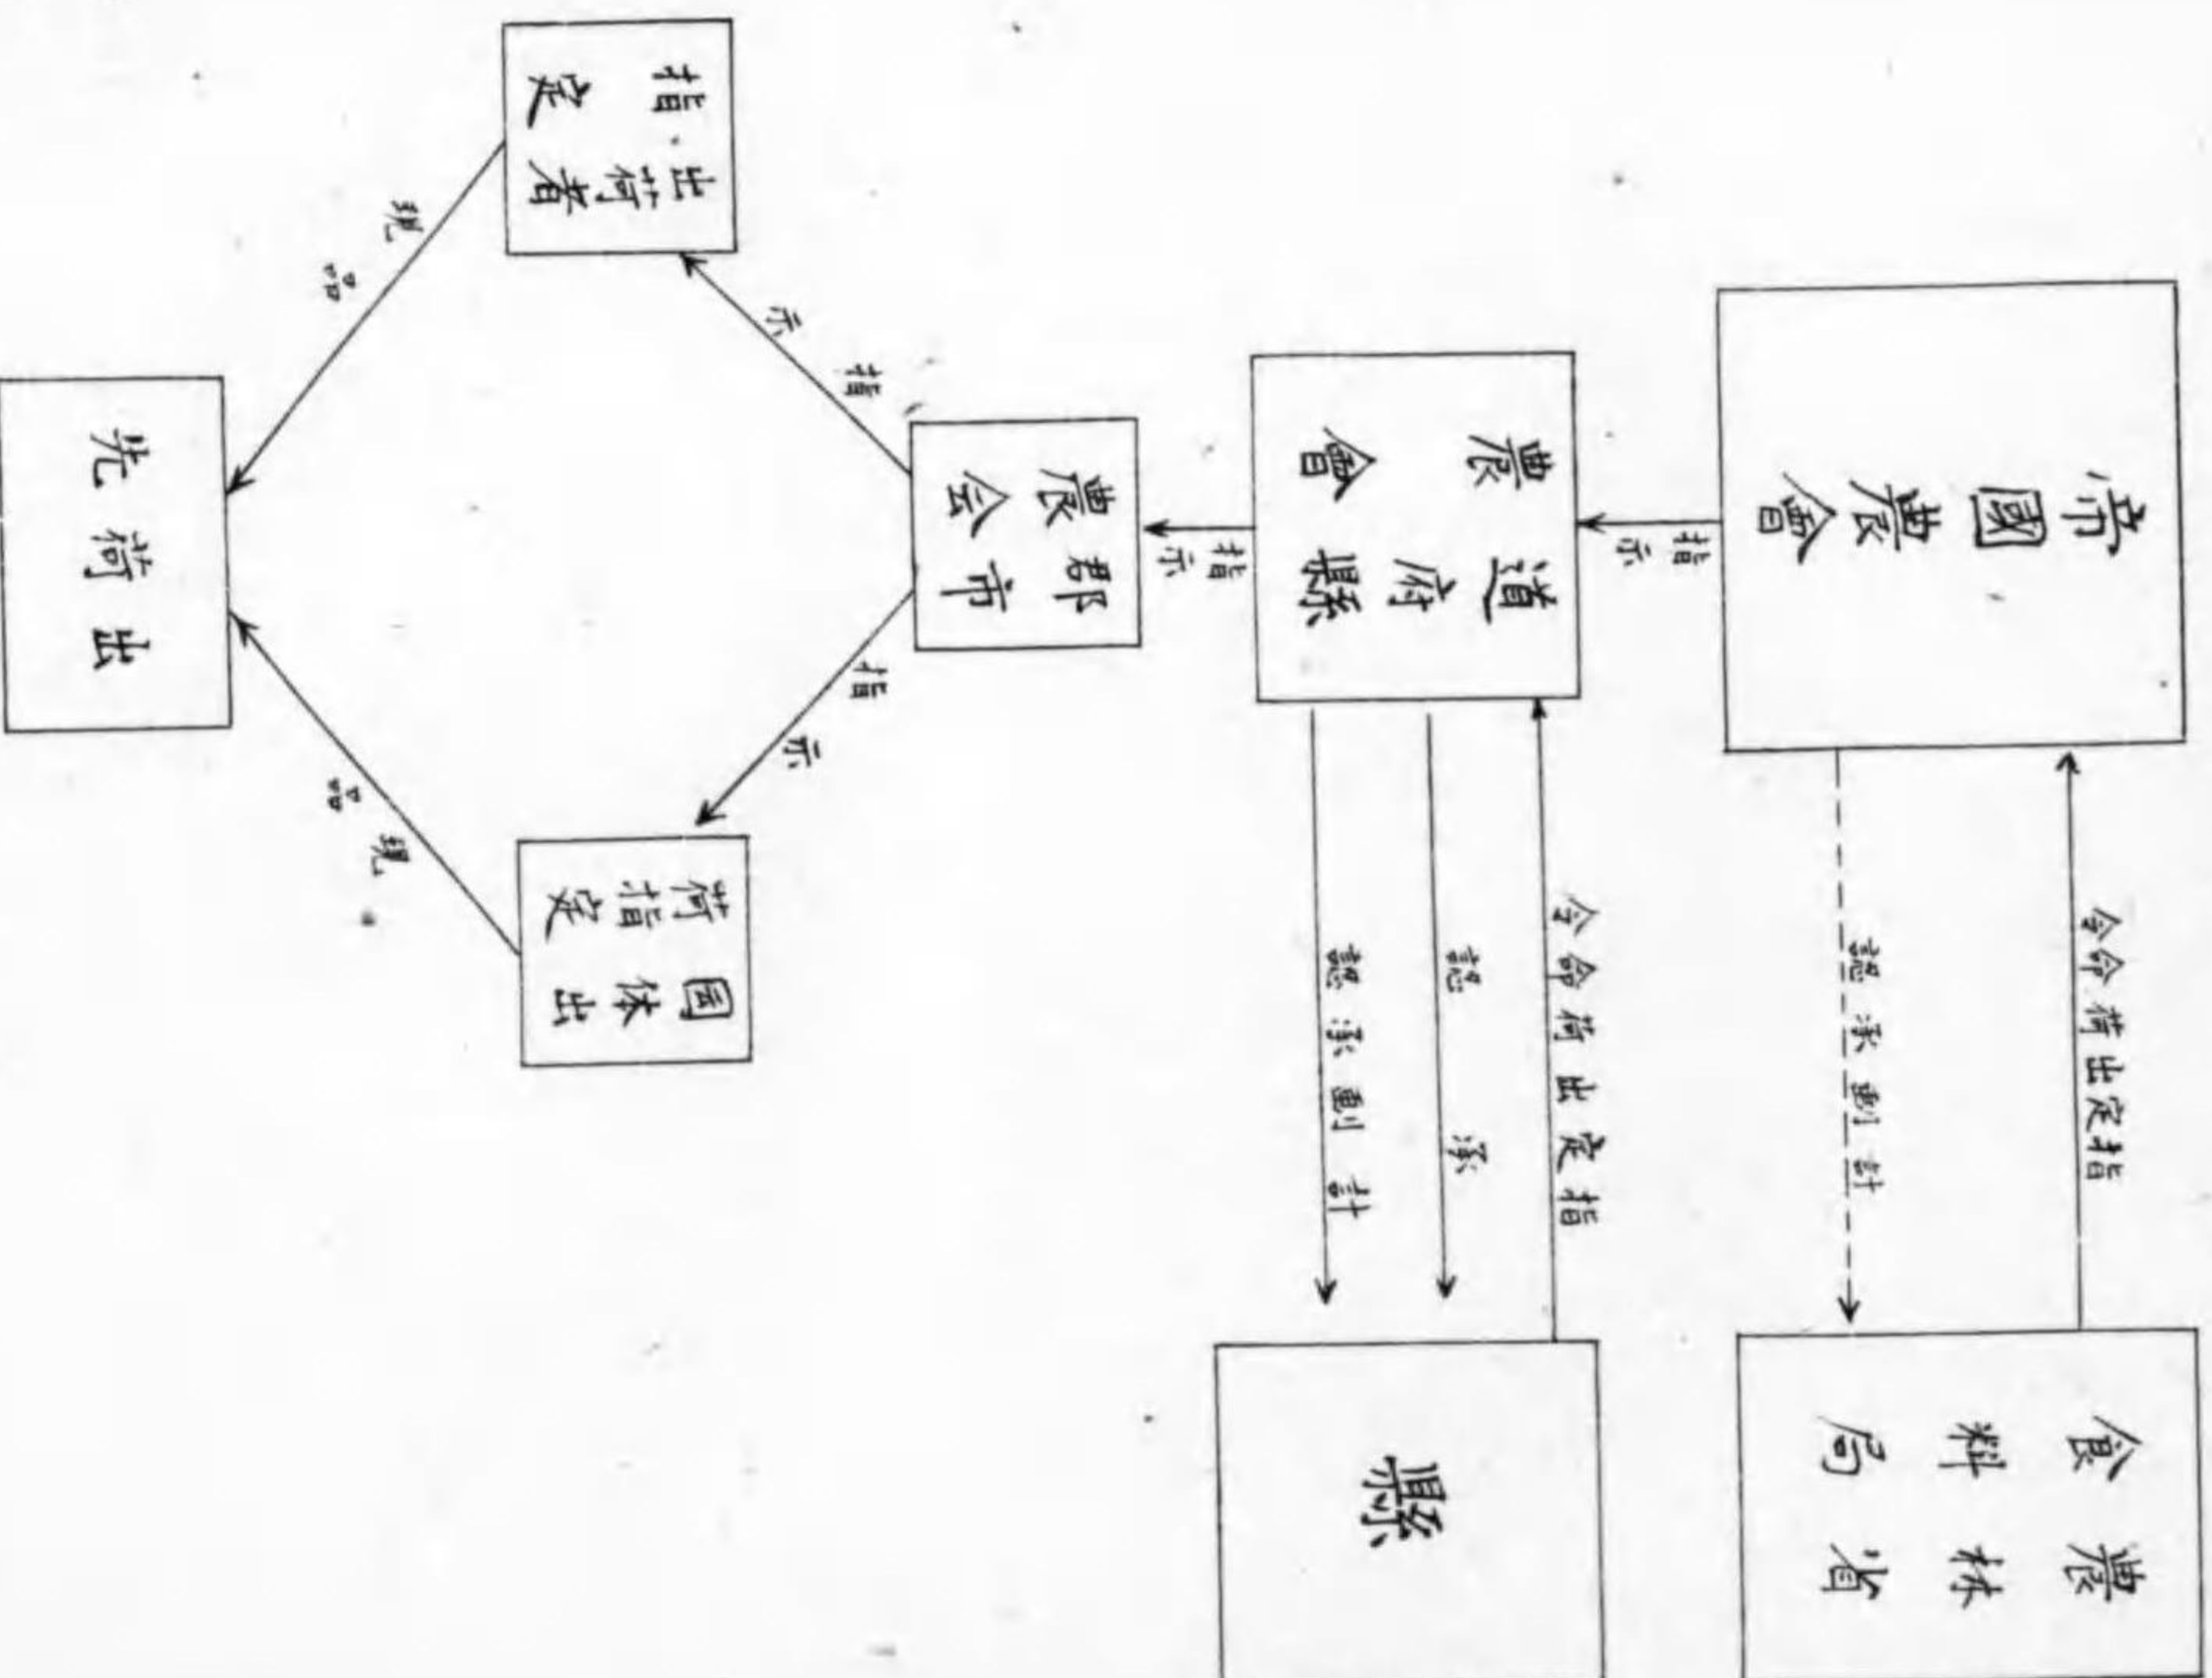 農林省
食料局
指定出荷命令
計劃承認
帝國農會
指示
縣
指定出荷命令
承認
計劃承認
道府縣
農會
指示
郡市
農会
指示
指示
団体出
荷指定
出荷者
指定
現品
現品
出荷先